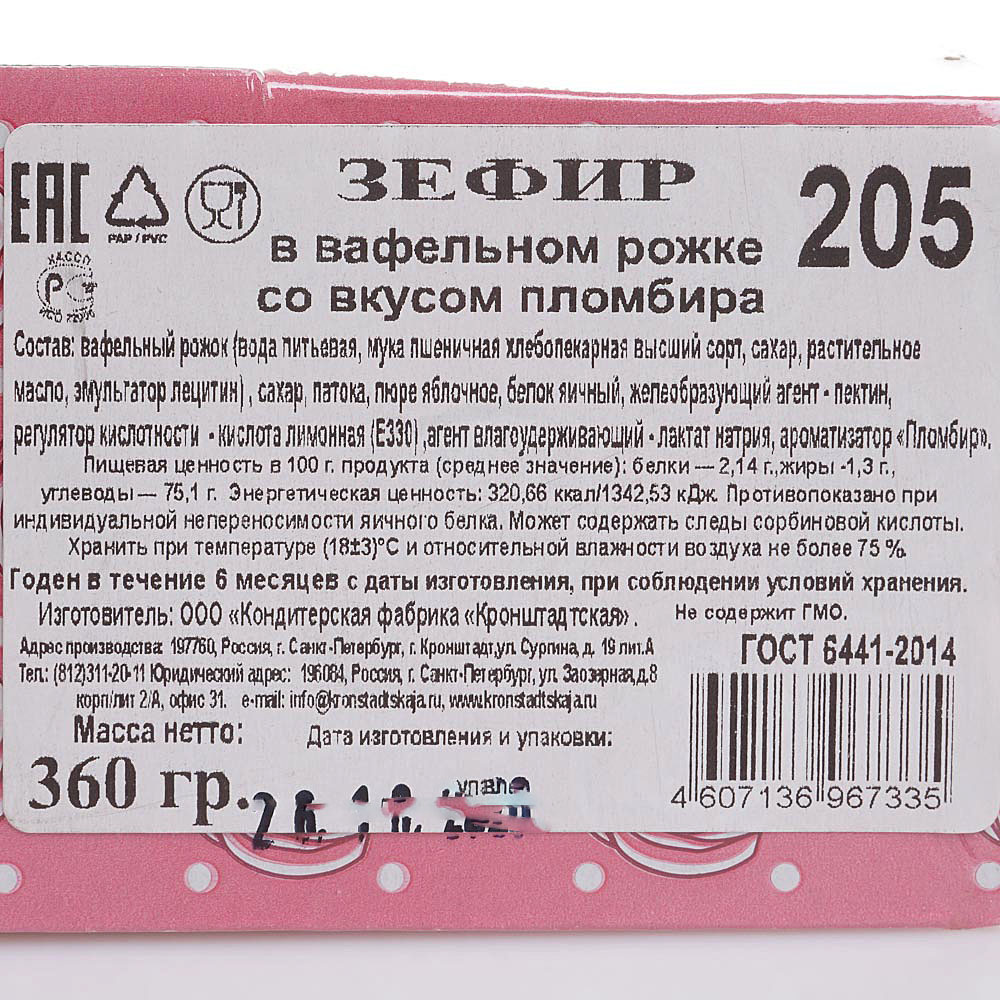 ЕАС
PAP / PVC
ЗЕФИР
205
в вафельном рожке
со вкусом пломбира
ХАССП
РС
ИСО 22000
Состав: вафельный рожок (вода питьевая, мука пшеничная хлебопекарная высший сорт, сахар, растительное
масло, эмульгатор лецитин) , сахар, патока, пюре яблочное, белок яичный, желеобразующий агент - пектин,
регулятор кислотности - кислота лимонная (Е330) ,агент влагоудерживаюший - лактат натрия, ароматизатор «Пломбир».
Пищевая ценность в 100 г. продукта (среднее значение): белки — 2,14 г.,жиры -1,3 г.,
углеводы — 75,1 г. Энергетическая ценность: 320,66 ккал/1342,53 кДж. Противопоказано при
индивидуальной непереносимости яичного белка. Может содержать следы сорбиновой кислоты.
Хранить при температуре (18±3)°С и относительной влажности воздуха не более 75 %.
Годен в течение 6 месяцев с даты изготовления, при соблюдении условий хранения.
Изготовитель: ООО «Кондитерская фабрика «Кронштадтская» .
Не содержит ГМО.
Адрес производства: 197760, Россия, г. Санкт-Петербург, г. Кронштадт,ул. Сургина, д. 19 лит.А
ГОСТ 6441-2014
Тел.: (812)311-20-11 Юридический адрес: 196084, Россия, г. Санкт-Петербург, ул. Заозерная,д.8
корп/лит 2/А, офис 31. e-mail: info@kronstadtskaja.ru, www.kronstadtskaja.ru
Масса нетто:
Дата изготовления и упаковки:
360 гр.
4 607136 967335